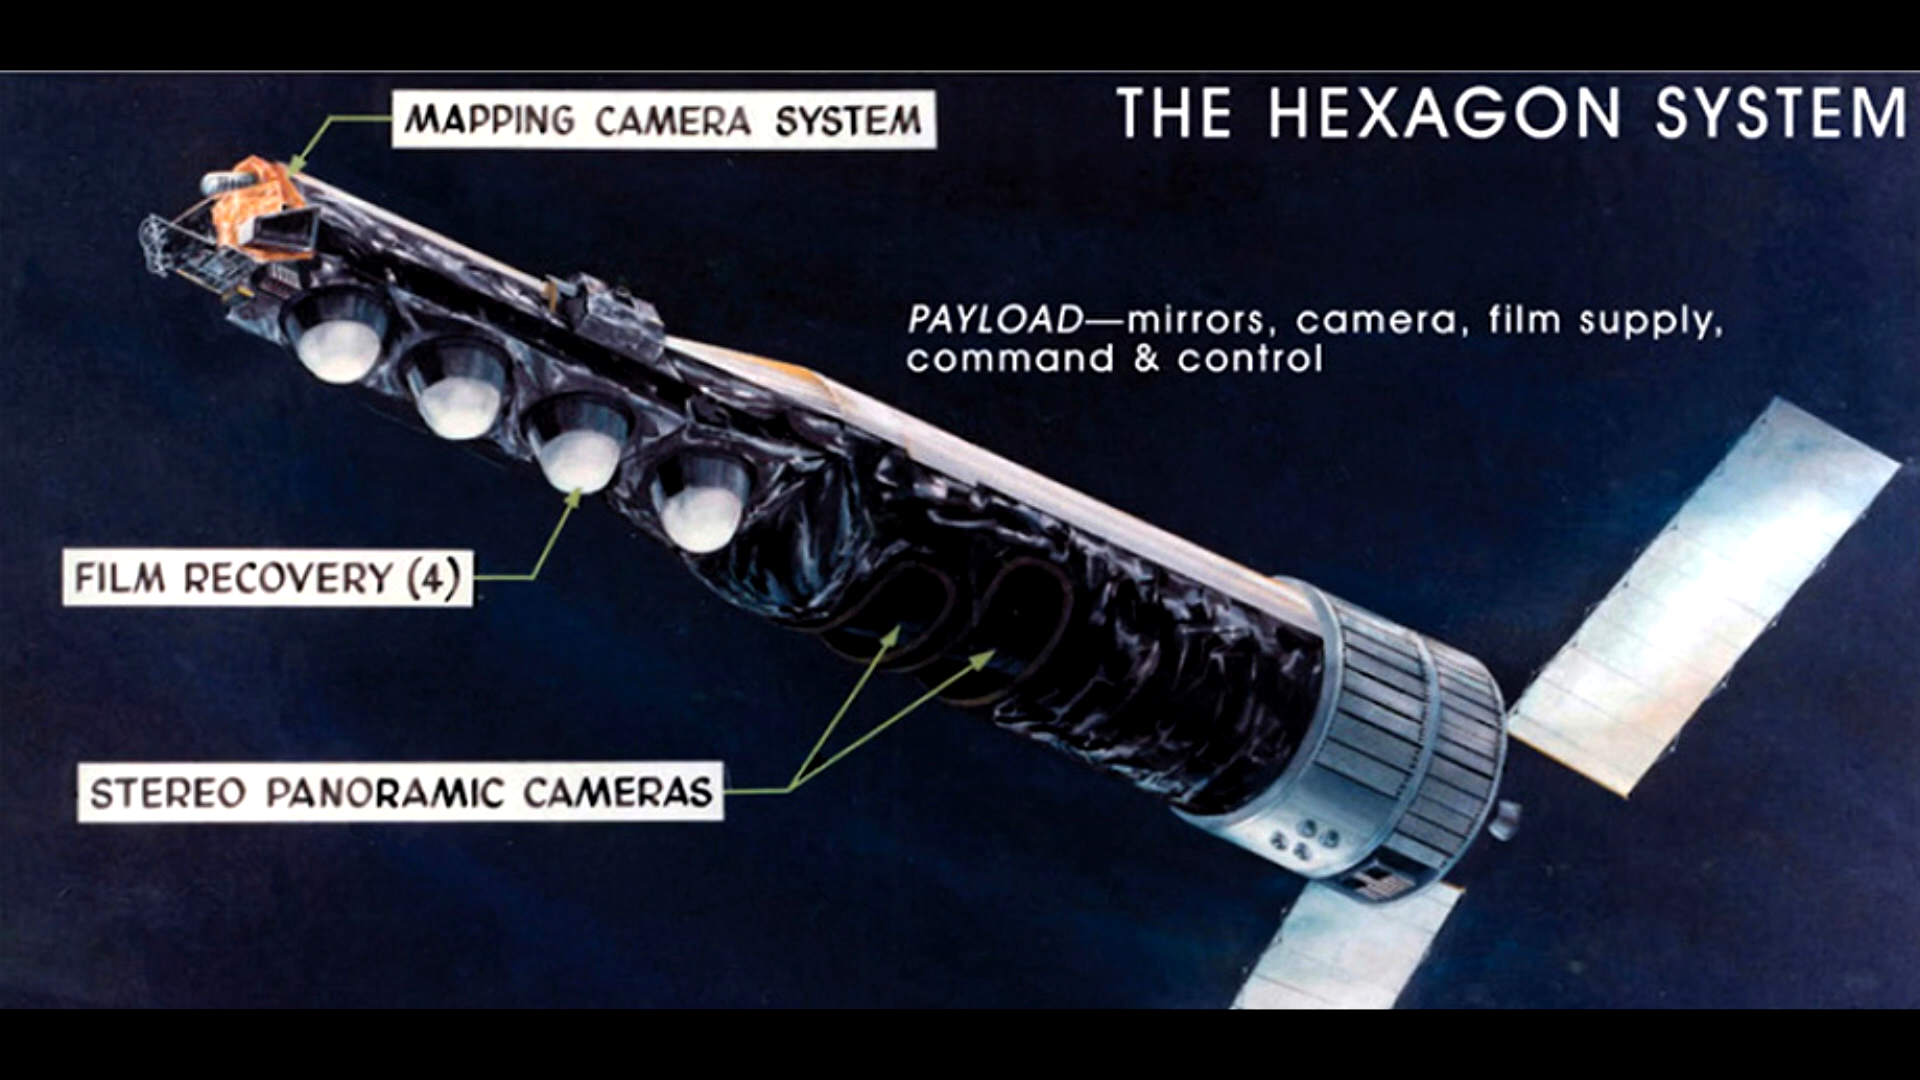 THE HEXAGON SYSTEM
MAPPING CAMERA SYSTEM
PAYLOAD—mirrors, camera, film supply,
command & control
FILM RECOVERY (4)
STEREO PANORAMIC CAMERAS